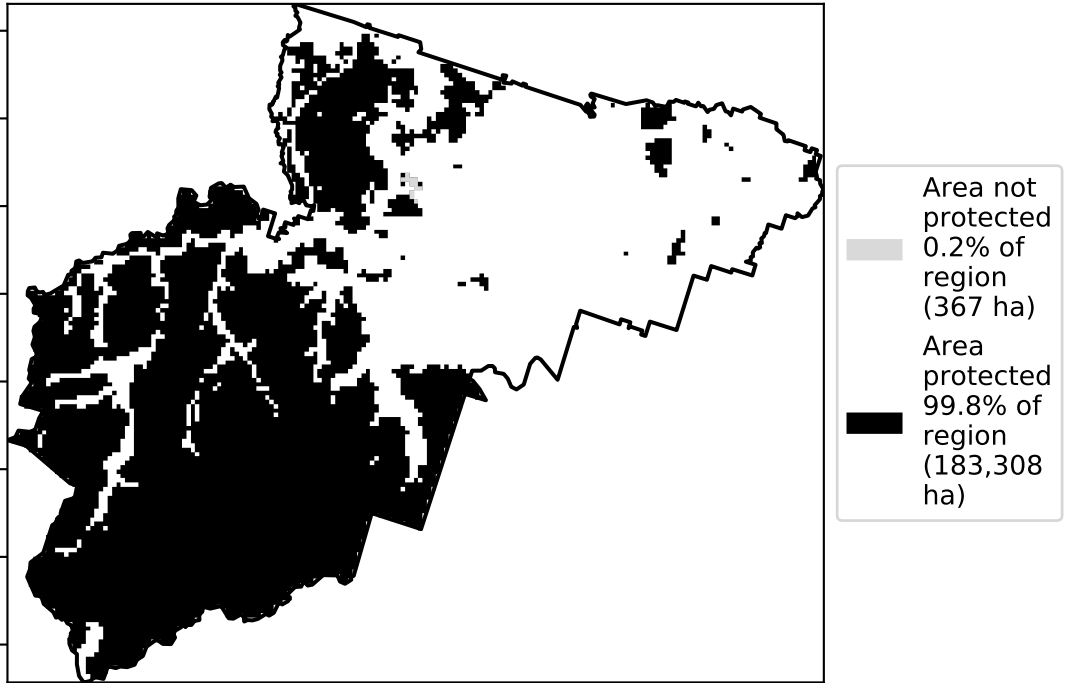 Area not
protected
0.2% of
region
(367 ha)
Area
protected
99.8% of
region
(183,308
ha)